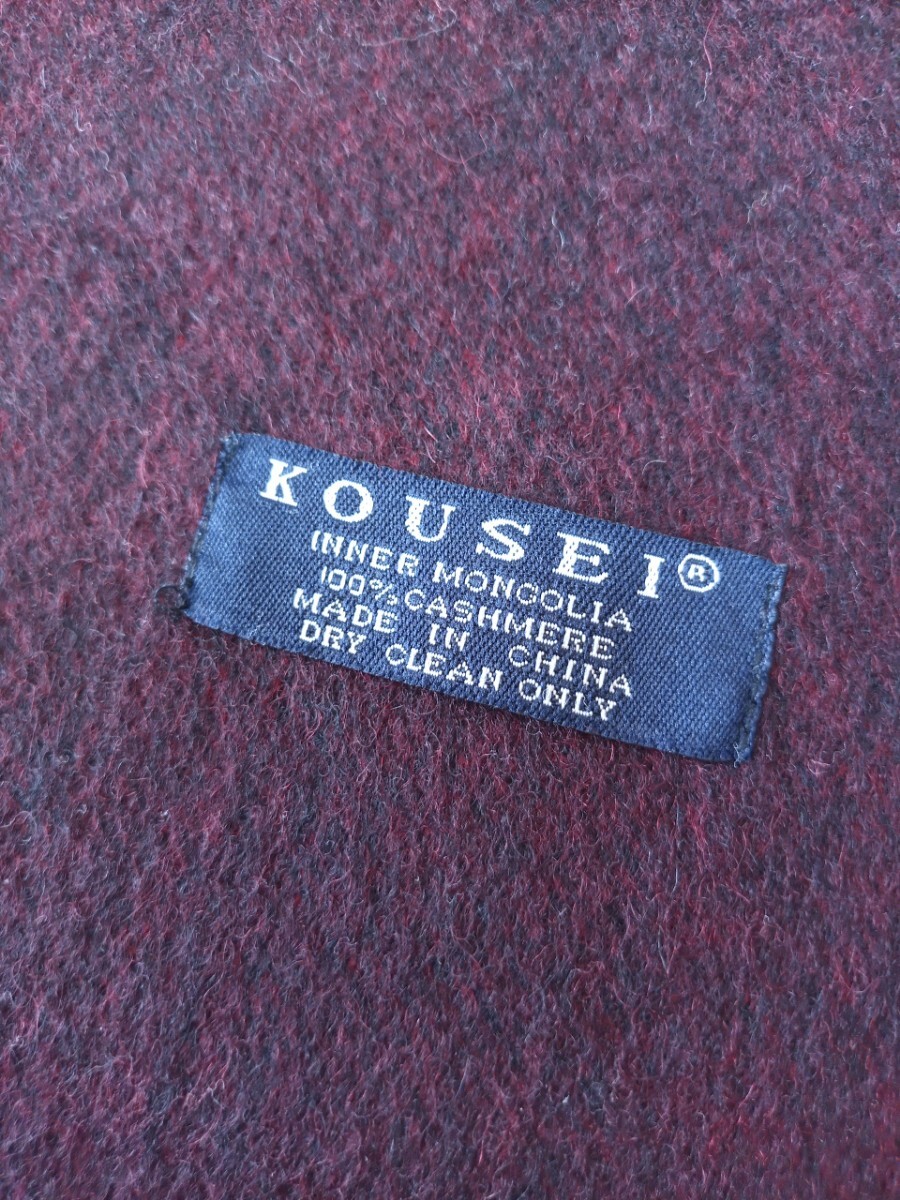 KOUSEI®
INNER MONGOLIA
100% CASHMERE
MADE IN CHINA
DRY CLEAN ONLY